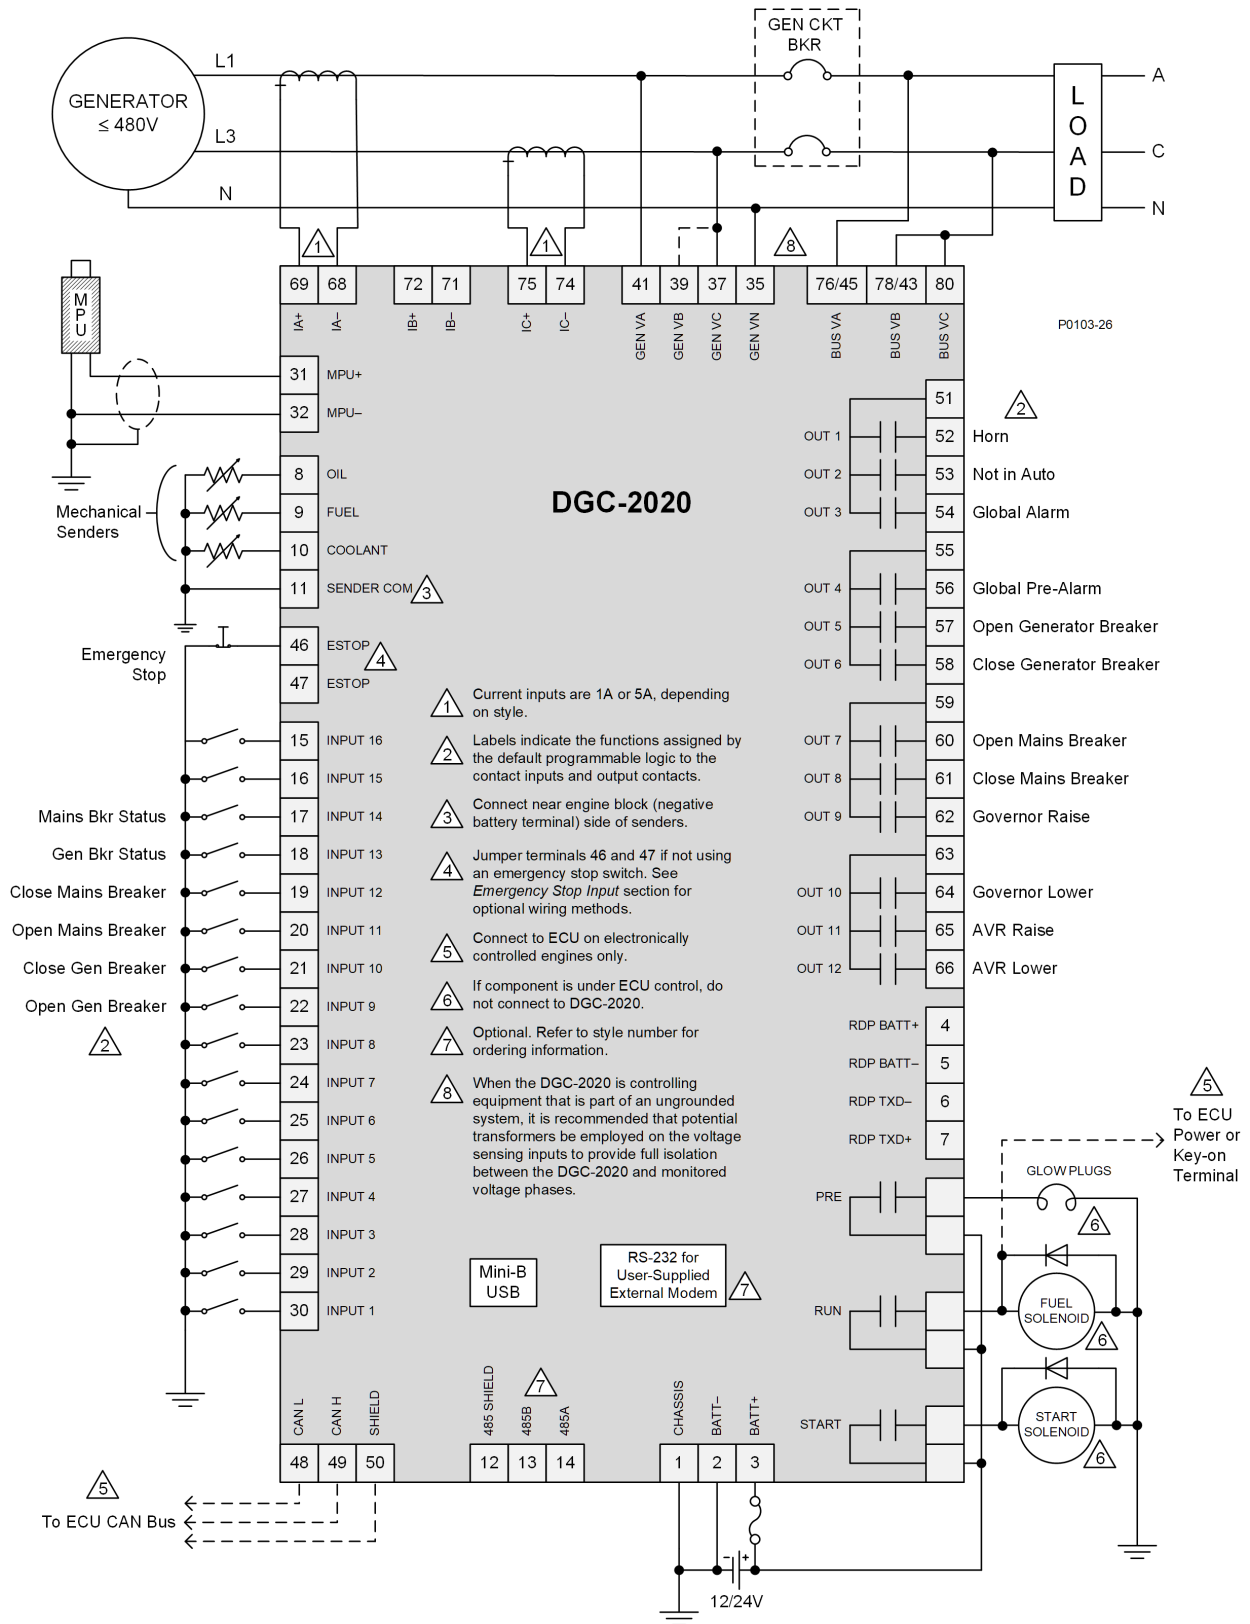 GEN CKT
BKR
L1
A
GENERATOR
≤ 480V
L3
C
N
N
LOAD
1
1
8
69
68
72
71
75
74
41
39
37
35
76/45
78/43
80
IA+
IA–
IB+
IB–
IC+
IC–
GEN VA
GEN VB
GEN VC
GEN VN
BUS VA
BUS VB
BUS VC
P0103-26
MPU
31 MPU+
32 MPU–
8 OIL
9 FUEL
10 COOLANT
11 SENDER COM
3
Mechanical
Senders
46 ESTOP
47 ESTOP
4
Emergency
Stop
15 INPUT 16
16 INPUT 15
Mains Bkr Status 17 INPUT 14
Gen Bkr Status 18 INPUT 13
Close Mains Breaker 19 INPUT 12
Open Mains Breaker 20 INPUT 11
Close Gen Breaker 21 INPUT 10
Open Gen Breaker 22 INPUT 9
2
23 INPUT 8
24 INPUT 7
25 INPUT 6
26 INPUT 5
27 INPUT 4
28 INPUT 3
29 INPUT 2
30 INPUT 1
DGC-2020
1
Current inputs are 1A or 5A, depending
on style.
2
Labels indicate the functions assigned by
the default programmable logic to the
contact inputs and output contacts.
3
Connect near engine block (negative
battery terminal) side of senders.
4
Jumper terminals 46 and 47 if not using
an emergency stop switch. See
Emergency Stop Input section for
optional wiring methods.
5
Connect to ECU on electronically
controlled engines only.
6
If component is under ECU control, do
not connect to DGC-2020.
7
Optional. Refer to style number for
ordering information.
8
When the DGC-2020 is controlling
equipment that is part of an ungrounded
system, it is recommended that potential
transformers be employed on the voltage
sensing inputs to provide full isolation
between the DGC-2020 and monitored
voltage phases.
Mini-B
USB
RS-232 for
User-Supplied
External Modem
7
51
2
OUT 1 52 Horn
OUT 2 53 Not in Auto
OUT 3 54 Global Alarm
55
OUT 4 56 Global Pre-Alarm
OUT 5 57 Open Generator Breaker
OUT 6 58 Close Generator Breaker
59
OUT 7 60 Open Mains Breaker
OUT 8 61 Close Mains Breaker
OUT 9 62 Governor Raise
63
OUT 10 64 Governor Lower
OUT 11 65 AVR Raise
OUT 12 66 AVR Lower
RDP BATT+ 4
RDP BATT– 5
RDP TXD– 6
RDP TXD+ 7
5
To ECU
Power or
Key-on
Terminal
GLOW PLUGS
PRE
6
RUN
FUEL
SOLENOID
6
START
START
SOLENOID
6
CAN L
CAN H
SHIELD
485 SHIELD
485B
485A
7
CHASSIS
BATT–
BATT+
48
49
50
12
13
14
1
2
3
5
To ECU CAN Bus
- +
12/24V